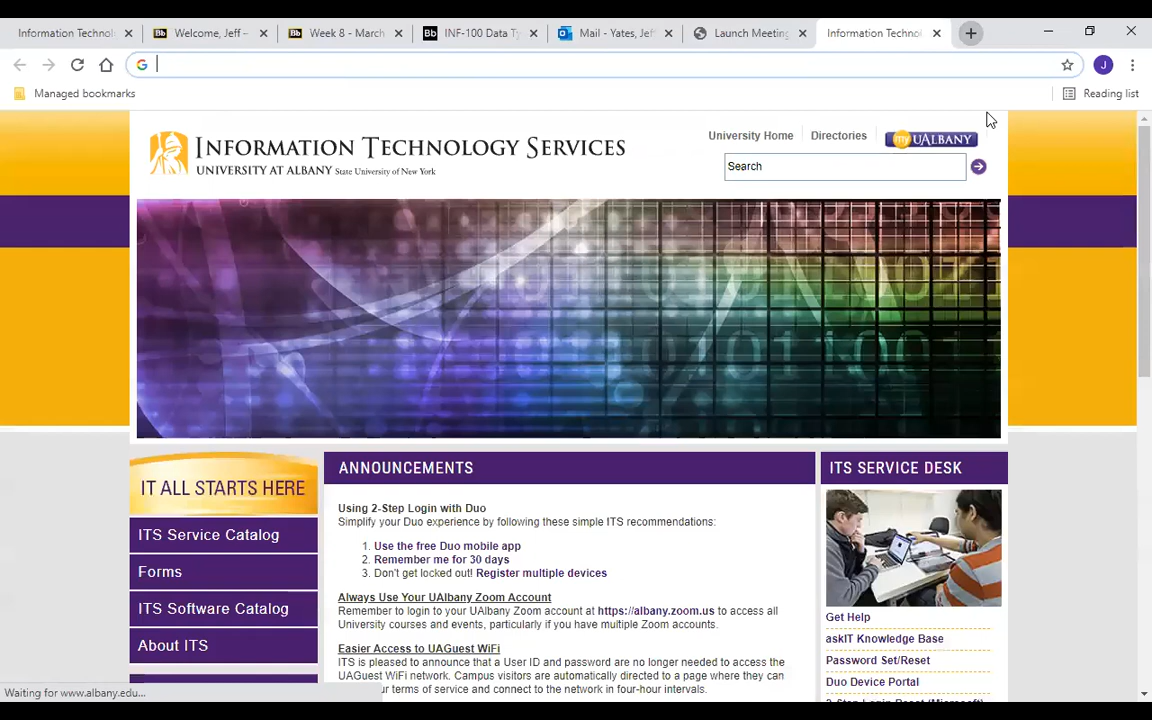 Information Technol
Welcome, Jeff –
Week 8 - March
INF-100 Data Ty
Mail - Yates, Jef
Launch Meeting
Information Techno
Managed bookmarks
Reading list
INFORMATION TECHNOLOGY SERVICES
UNIVERSITY AT ALBANY State University of New York
University Home
Directories
my UALBANY
Search
IT ALL STARTS HERE
ITS Service Catalog
Forms
ITS Software Catalog
About ITS
ANNOUNCEMENTS
Using 2-Step Login with Duo
Simplify your Duo experience by following these simple ITS recommendations:
1. Use the free Duo mobile app
2. Remember me for 30 days
3. Don't get locked out! Register multiple devices
Always Use Your UAlbany Zoom Account
Remember to login to your UAlbany Zoom account at https://albany.zoom.us to access all
University courses and events, particularly if you have multiple Zoom accounts.
Easier Access to UAGuest WiFi
ITS is pleased to announce that a User ID and password are no longer needed to access the
UAGuest WiFi network. Campus visitors are automatically directed to a page where they can
ur terms of service and connect to the network in four-hour intervals.
ITS SERVICE DESK
Get Help
askIT Knowledge Base
Password Set/Reset
Duo Device Portal
2-Step Login Reset (Microsoft)
Waiting for www.albany.edu...